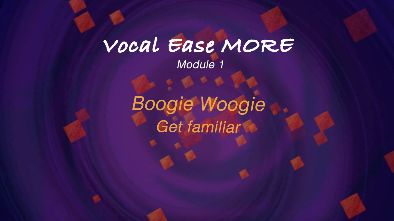 Vocal Ease MORE
Module 1
Boogie Woogie
Get familiar